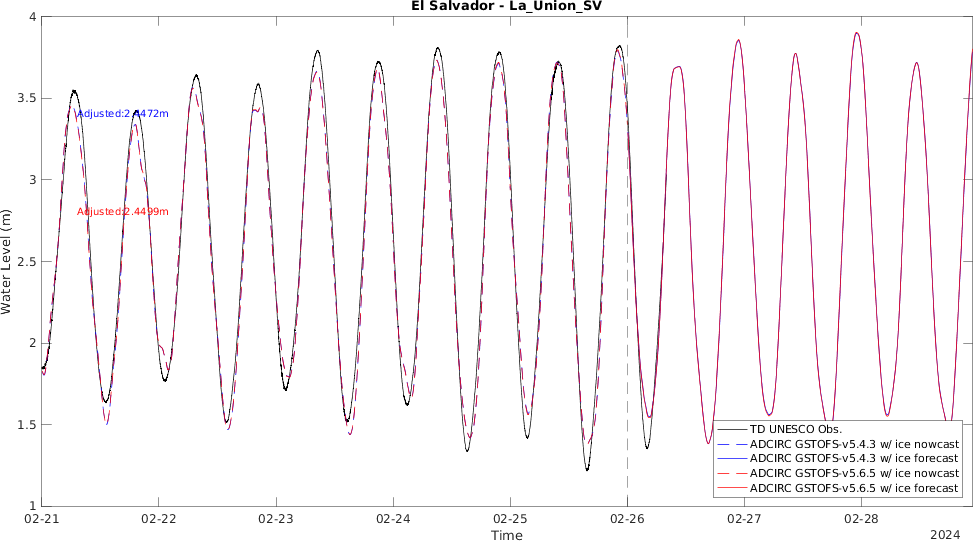 El Salvador - La_Union_SV
4
3.5
3
2.5
2
1.5
1
Water Level (m)
Adjusted:2.4472m
Adjusted:2.4499m
TD UNESCO Obs.
ADCIRC GSTOFS-v5.4.3 w/ ice nowcast
ADCIRC GSTOFS-v5.4.3 w/ ice forecast
ADCIRC GSTOFS-v5.6.5 w/ ice nowcast
ADCIRC GSTOFS-v5.6.5 w/ ice forecast
02-21 02-22 02-23 02-24 02-25 02-26 02-27 02-28
Time
2024